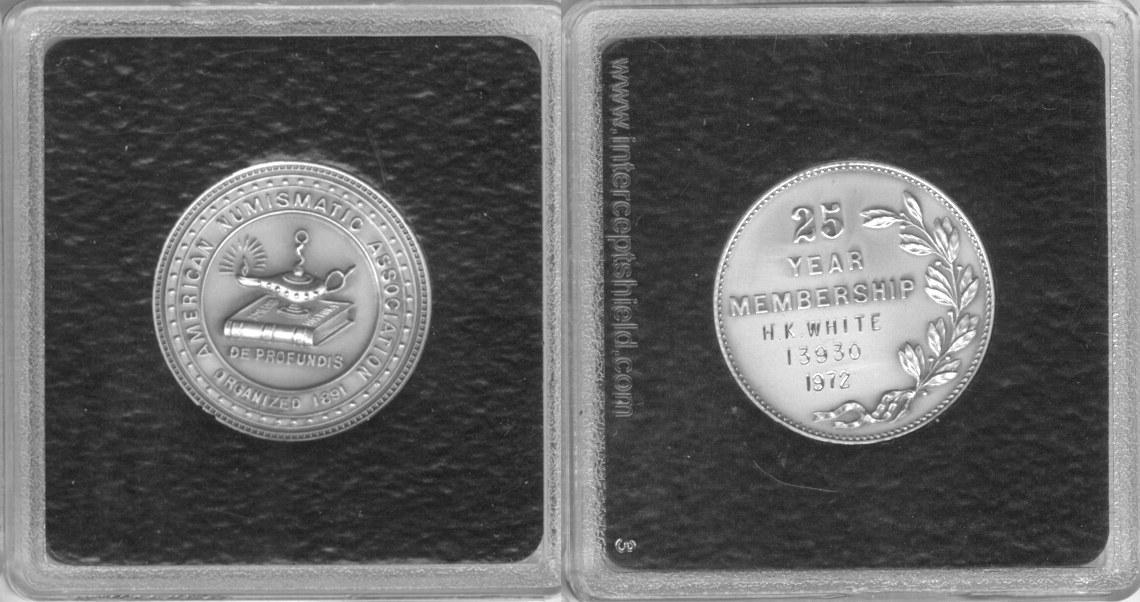 AMERICAN NUMISMATIC ASSOCIATION
DE PROFUNDIS
ORGANIZED 1891
www.interceptshield.com
25
YEAR
MEMBERSHIP
H.K.WHITE
13930
1972
3